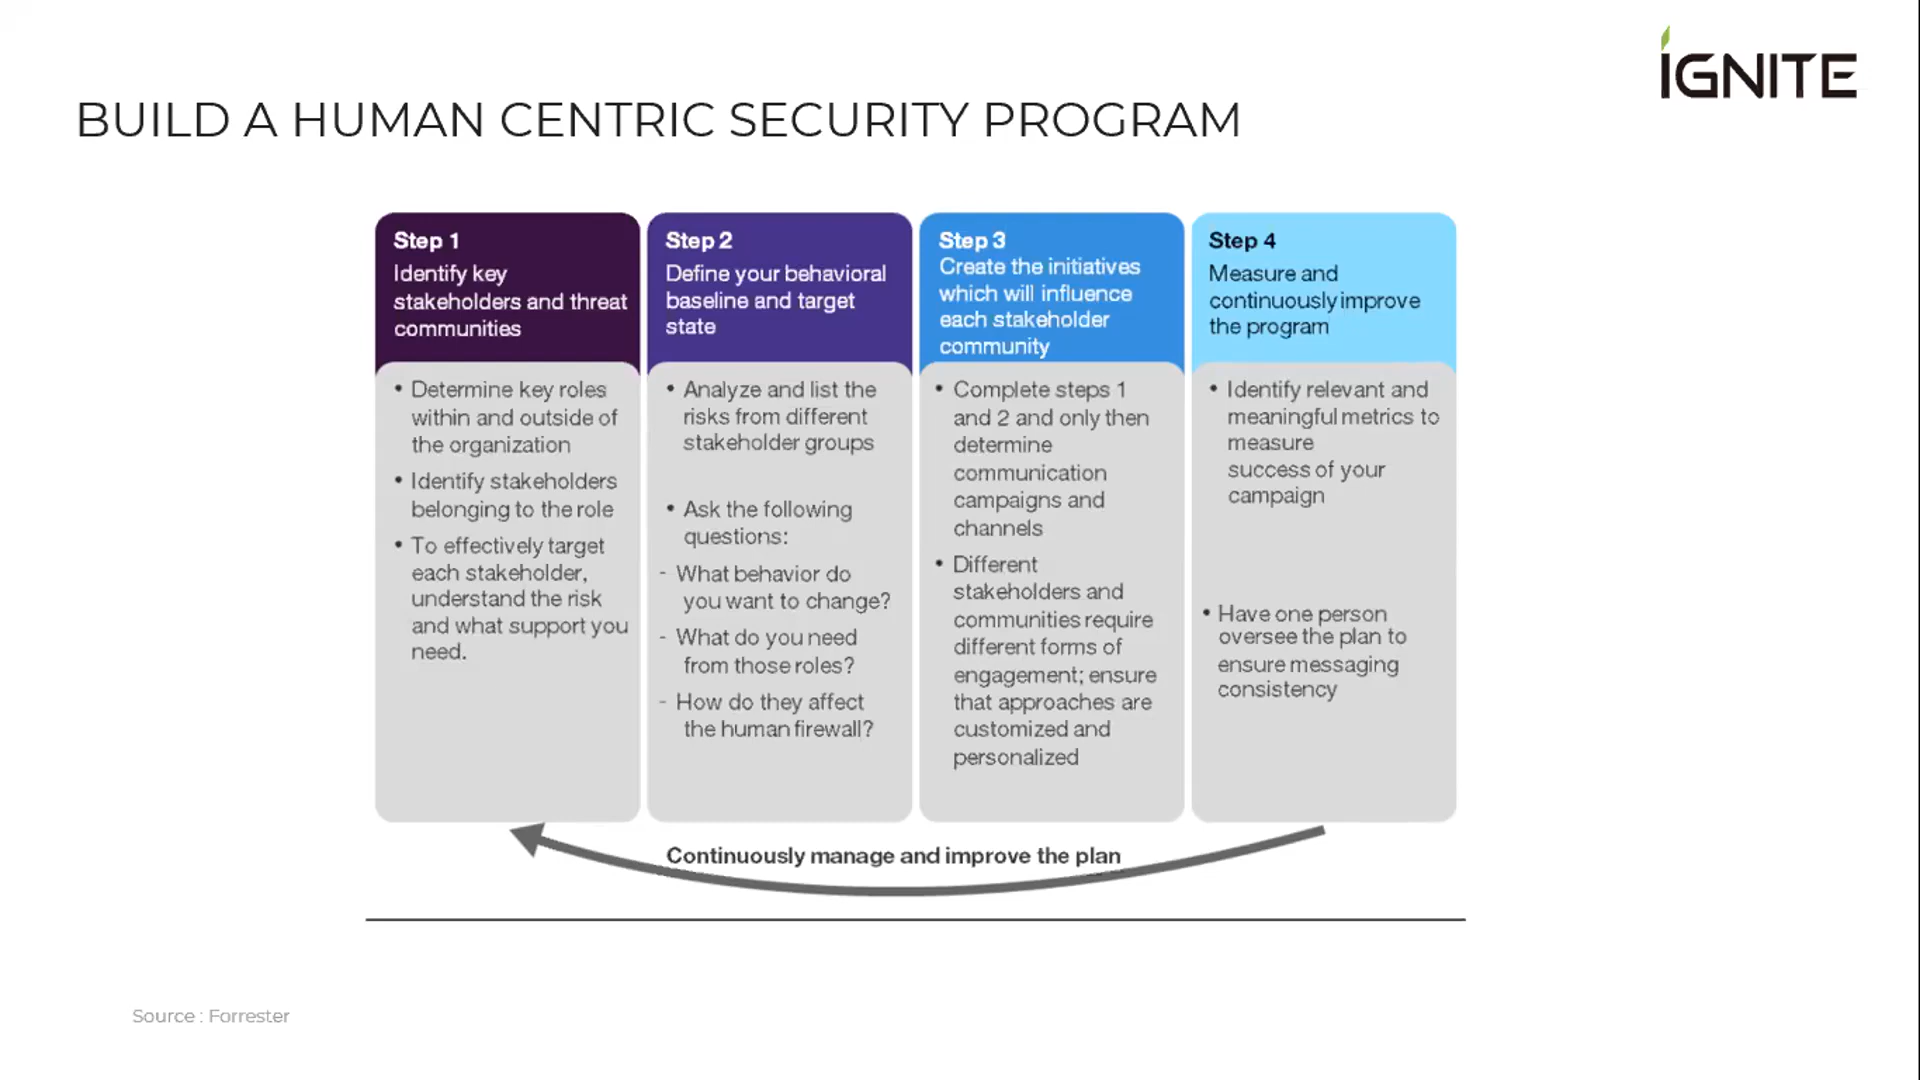 IGNITE
BUILD A HUMAN CENTRIC SECURITY PROGRAM
Step 1
Identify key
stakeholders and threat
communities
• Determine key roles
within and outside of
the organization
• Identify stakeholders
belonging to the role
• To effectively target
each stakeholder,
understand the risk
and what support you
need.
Step 2
Define your behavioral
baseline and target
state
• Analyze and list the
risks from different
stakeholder groups
• Ask the following
questions:
- What behavior do
you want to change?
- What do you need
from those roles?
- How do they affect
the human firewall?
Step 3
Create the initiatives
which will influence
each stakeholder
community
• Complete steps 1
and 2 and only then
determine
communication
campaigns and
channels
• Different
stakeholders and
communities require
different forms of
engagement; ensure
that approaches are
customized and
personalized
Step 4
Measure and
continuously improve
the program
• Identify relevant and
meaningful metrics to
measure
success of your
campaign
• Have one person
oversee the plan to
ensure messaging
consistency
Continuously manage and improve the plan
Source : Forrester